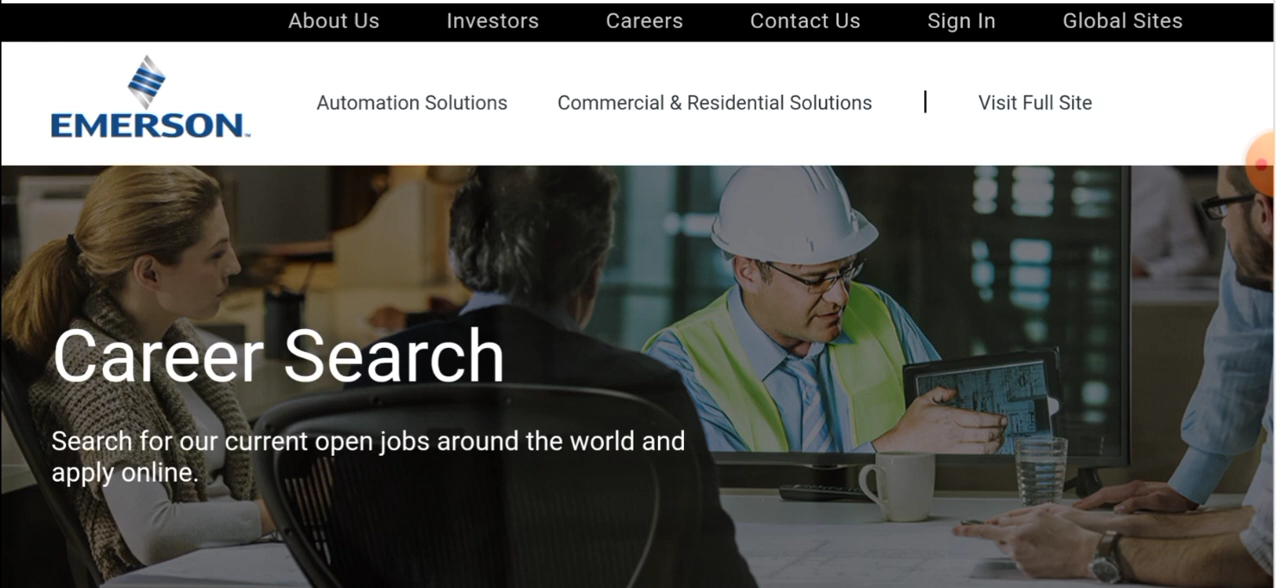 About Us Investors Careers Contact Us Sign In Global Sites
EMERSON™
Automation Solutions Commercial & Residential Solutions | Visit Full Site
Career Search
Search for our current open jobs around the world and
apply online.